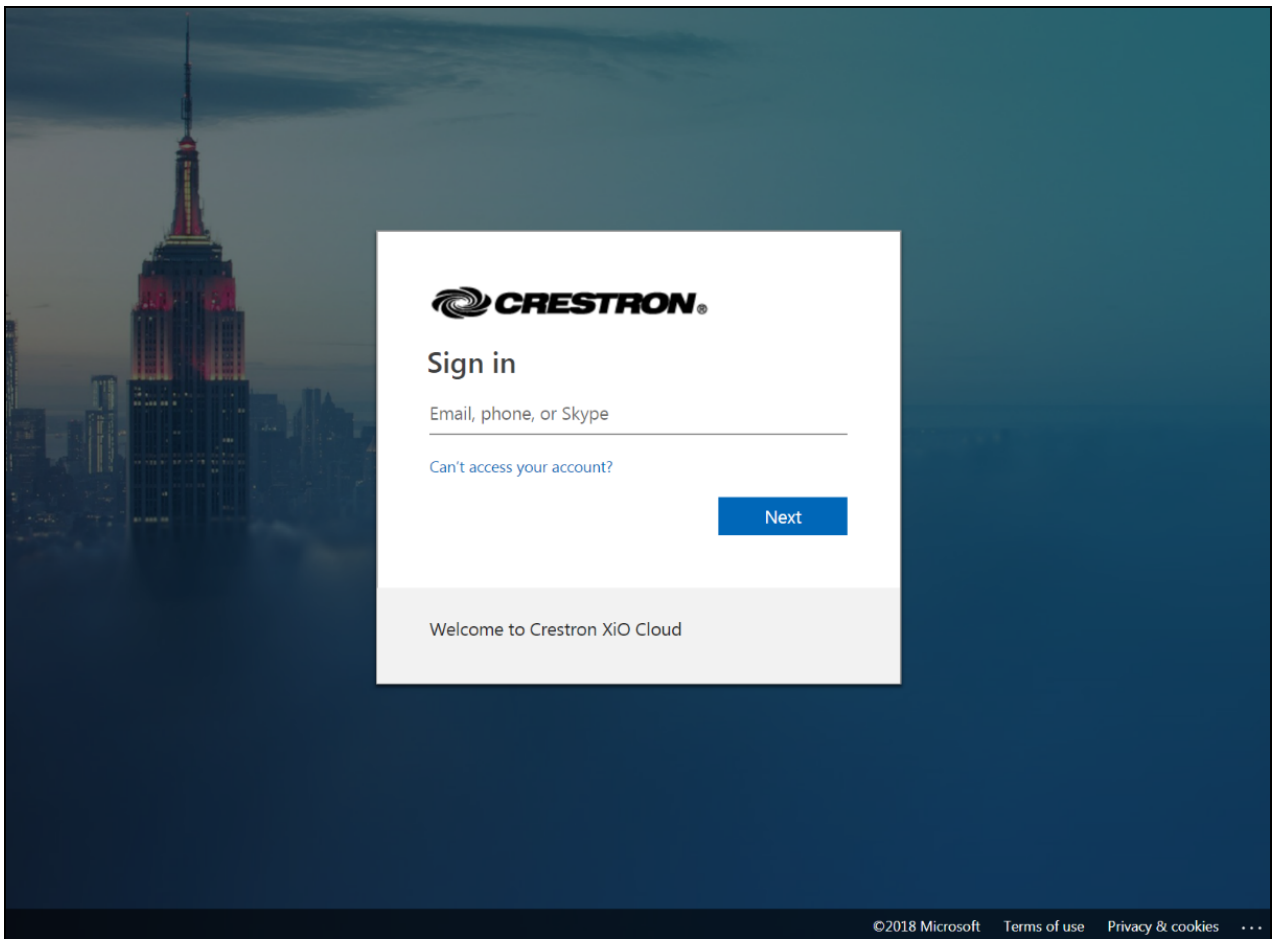 CRESTRON®
Sign in
Email, phone, or Skype
Can't access your account?
Next
Welcome to Crestron XiO Cloud
©2018 Microsoft Terms of use Privacy & cookies ...